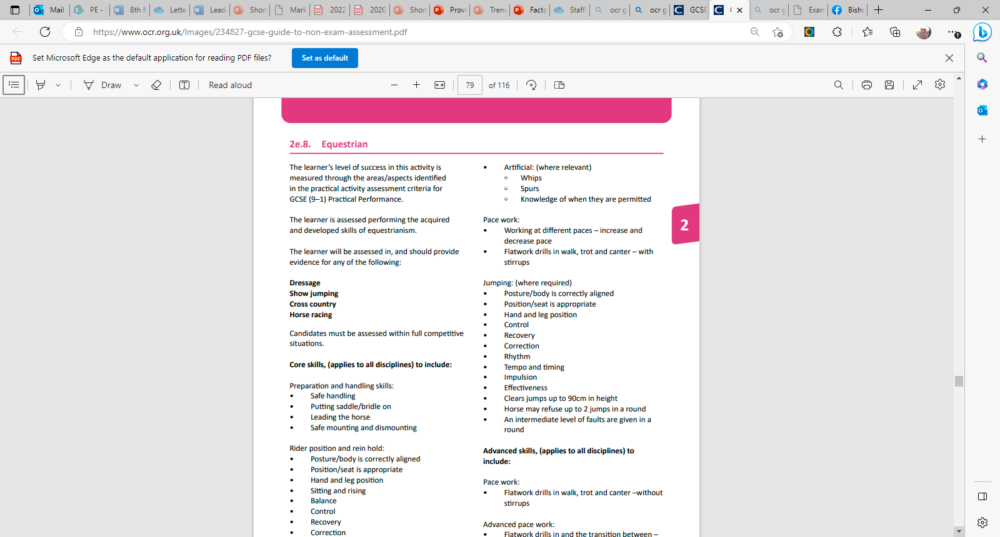 Mail
PE -
8th M
Lette
Lead
Short
Mark
2022
2020
Short
Provi
Trend
Facto
Staffi
ocr g
ocr g
GCSE
ocr g
Exam
Bisho
https://www.ocr.org.uk/Images/234827-gcse-guide-to-non-exam-assessment.pdf
Set Microsoft Edge as the default application for reading PDF files?
Set as default
Draw
Read aloud
79 of 116
2e.8. Equestrian
The learner’s level of success in this activity is
measured through the areas/aspects identified
in the practical activity assessment criteria for
GCSE (9–1) Practical Performance.
The learner is assessed performing the acquired
and developed skills of equestrianism.
The learner will be assessed in, and should provide
evidence for any of the following:
Dressage
Show jumping
Cross country
Horse racing
Candidates must be assessed within full competitive
situations.
Core skills, (applies to all disciplines) to include:
Preparation and handling skills:
• Safe handling
• Putting saddle/bridle on
• Leading the horse
• Safe mounting and dismounting
Rider position and rein hold:
• Posture/body is correctly aligned
• Position/seat is appropriate
• Hand and leg position
• Sitting and rising
• Balance
• Control
• Recovery
• Correction
• Artificial: (where relevant)
○ Whips
○ Spurs
○ Knowledge of when they are permitted
Pace work:
• Working at different paces – increase and
decrease pace
• Flatwork drills in walk, trot and canter – with
stirrups
Jumping: (where required)
• Posture/body is correctly aligned
• Position/seat is appropriate
• Hand and leg position
• Control
• Recovery
• Correction
• Rhythm
• Tempo and timing
• Impulsion
• Effectiveness
• Clears jumps up to 90cm in height
• Horse may refuse up to 2 jumps in a round
• An intermediate level of faults are given in a
round
Advanced skills, (applies to all disciplines) to
include:
Pace work:
• Flatwork drills in walk, trot and canter –without
stirrups
Advanced pace work:
• Flatwork drills in and the transition between –
2